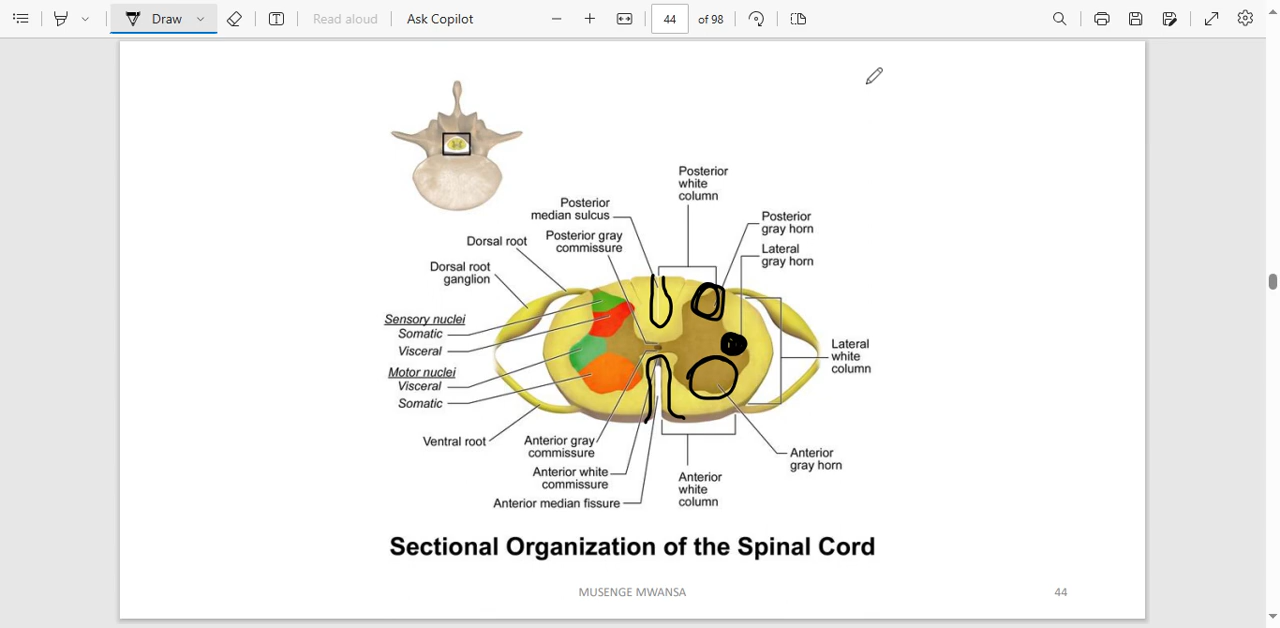 Draw
Read aloud
Ask Copilot
44
of 98
Posterior
white
column
Posterior
median sulcus
Posterior
gray horn
Posterior gray
commissure
Dorsal root
Lateral
gray horn
Dorsal root
ganglion
Sensory nuclei
Somatic
Visceral
Motor nuclei
Visceral
Somatic
Lateral
white
column
Ventral root
Anterior gray
commissure
Anterior white
commissure
Anterior median fissure
Anterior
white
column
Anterior
gray horn
Sectional Organization of the Spinal Cord
MUSENGE MWANSA
44